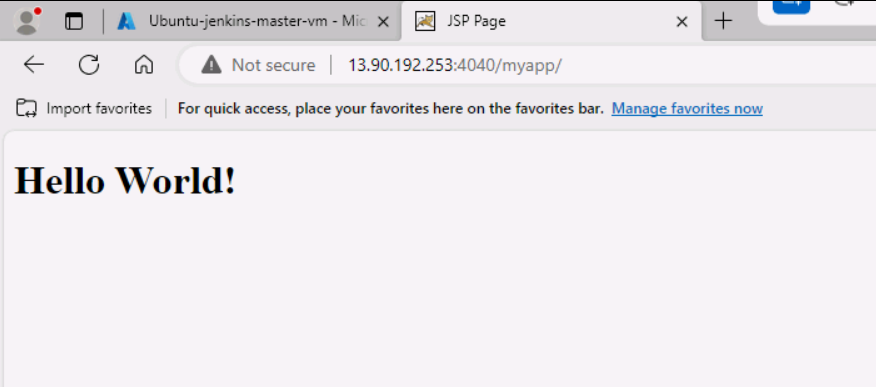 Ubuntu-jenkins-master-vm - Mic
JSP Page
Not secure
13.90.192.253:4040/myapp/
Import favorites
For quick access, place your favorites here on the favorites bar. Manage favorites now
Hello World!